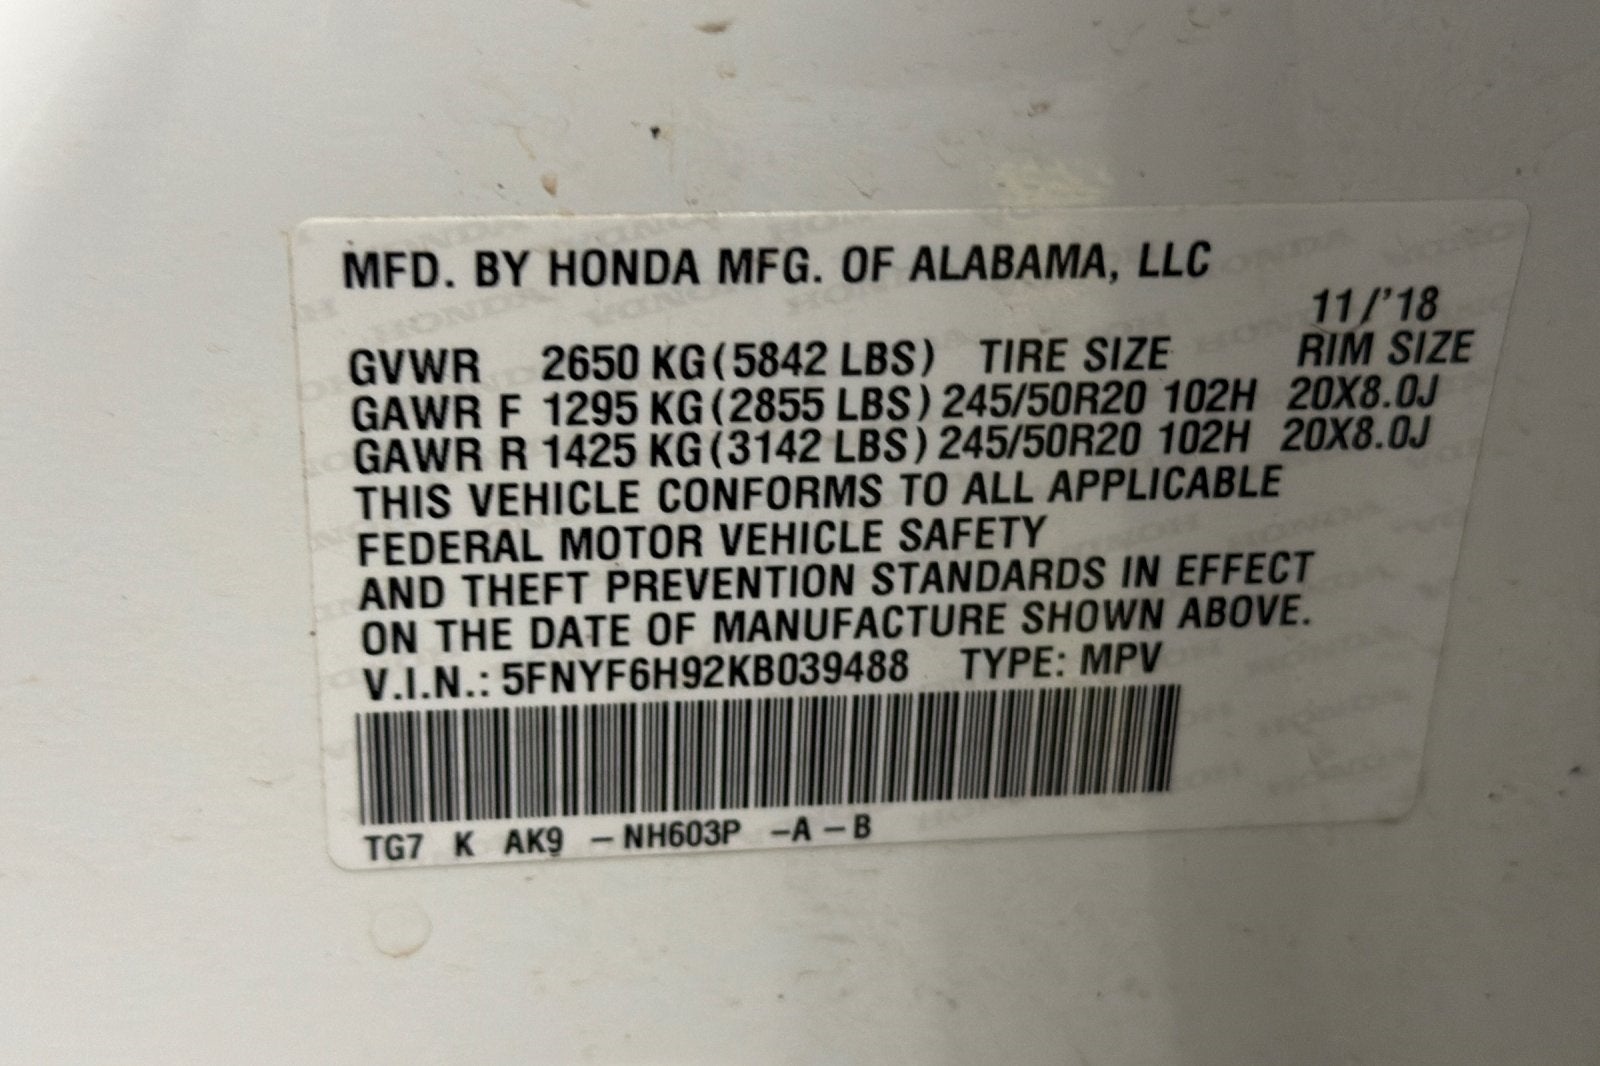 MFD. BY HONDA MFG. OF ALABAMA, LLC
11/'18
GVWR 2650 KG (5842 LBS) TIRE SIZE RIM SIZE
GAWR F 1295 KG (2855 LBS) 245/50R20 102H 20X8.0J
GAWR R 1425 KG (3142 LBS) 245/50R20 102H 20X8.0J
THIS VEHICLE CONFORMS TO ALL APPLICABLE
FEDERAL MOTOR VEHICLE SAFETY
AND THEFT PREVENTION STANDARDS IN EFFECT
ON THE DATE OF MANUFACTURE SHOWN ABOVE.
V.I.N.: 5FNYF6H92KB039488 TYPE: MPV
TG7 K AK9 –NH603P –A –B